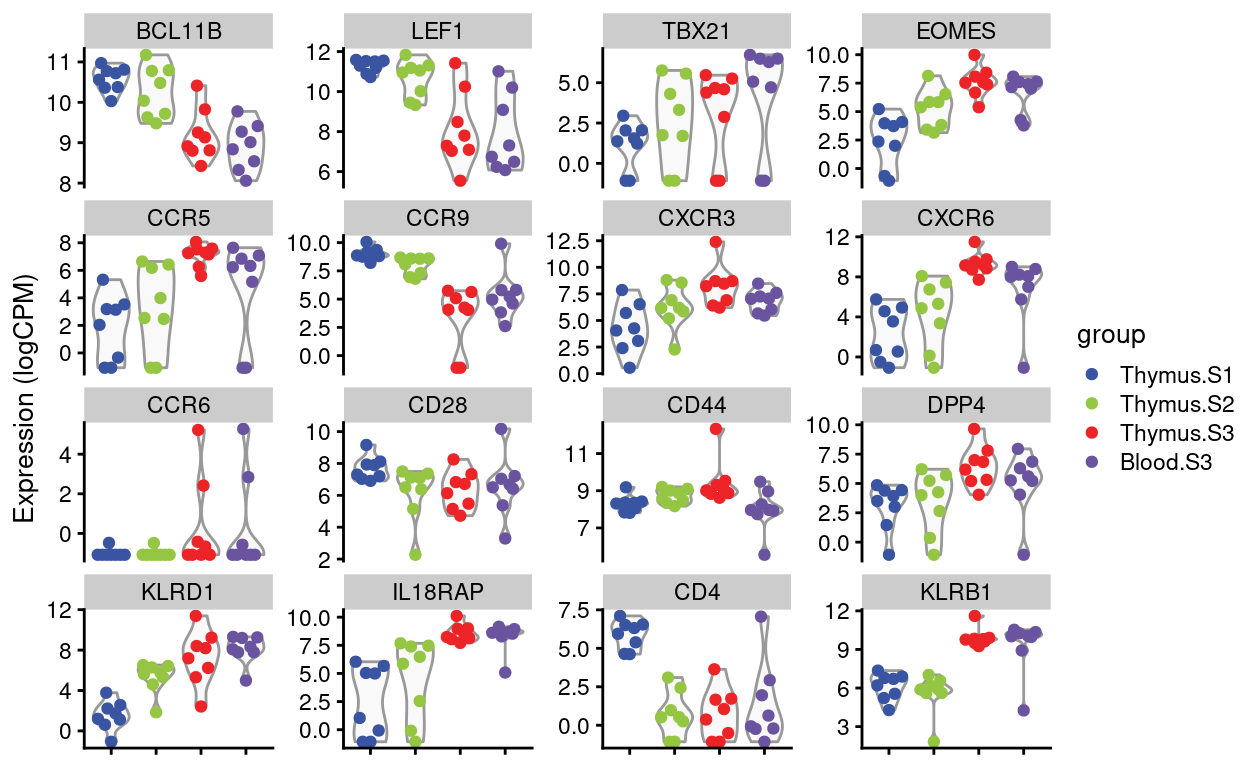 BCL11B LEF1 TBX21 EOMES
11 12 5.0 10.0
10 10 2.5 7.5
9 8 0.0 5.0
8 6 2.5
0.0
CCR5 CCR9 CXCR3 CXCR6
8 10.0 12.5 12
6 7.5 10.0 8
4 5.0 7.5 4
2 2.5 5.0 0
0 0.0 2.5
0.0
Expression (logCPM)
CCR6 CD28 CD44 DPP4
4 10 11 10.0
2 8 9 7.5
0 6 7 5.0
4 2.5
2 0.0
KLRD1 IL18RAP CD4 KLRB1
12 10.0 7.5 12
8 7.5 5.0 9
4 5.0 2.5 6
0 2.5 0.0 3
0.0
group
Thymus.S1
Thymus.S2
Thymus.S3
Blood.S3